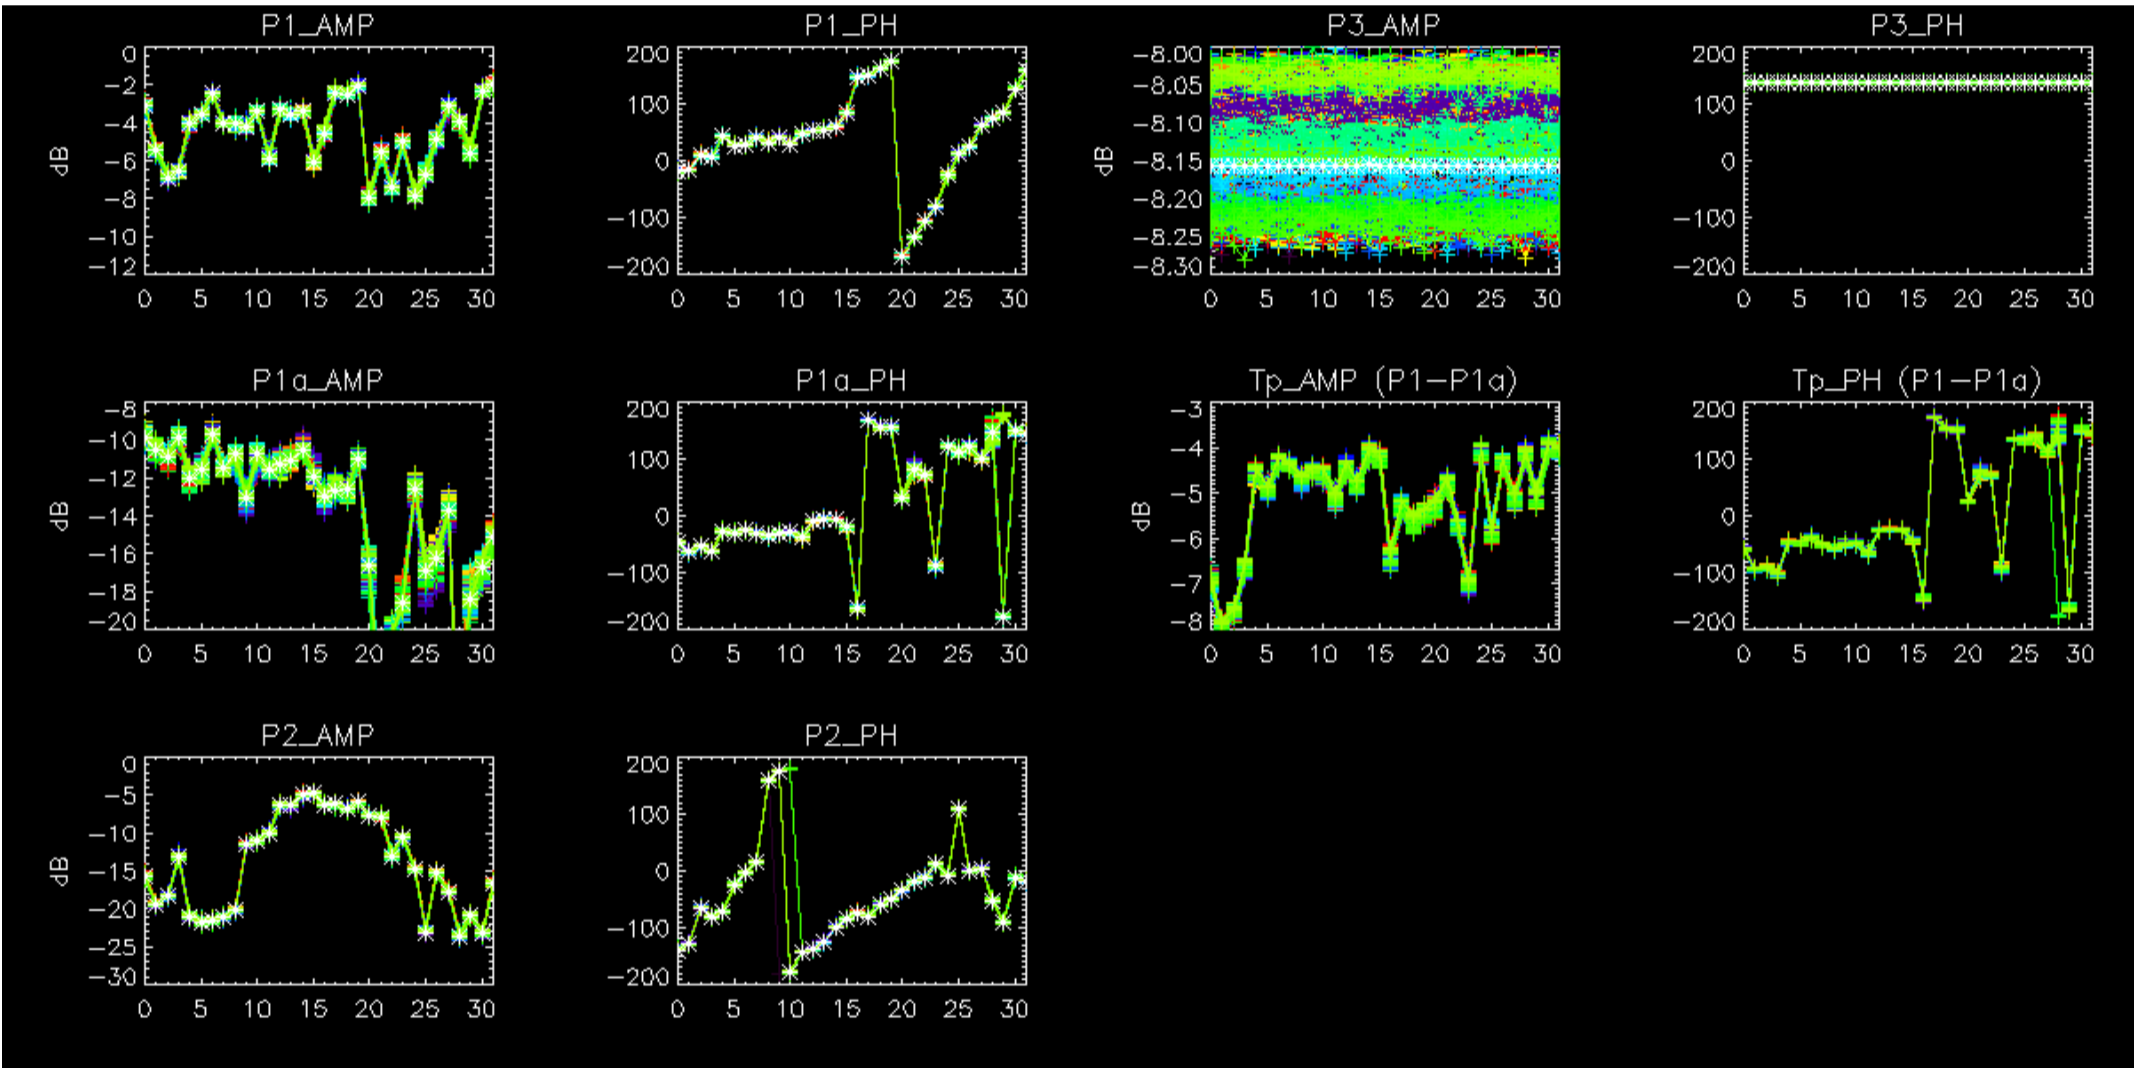 P1_AMP
P1_PH
P3_AMP
P3_PH
dB
0
−2
−4
−6
−8
−10
−12
0 5 10 15 20 25 30
200
100
0
−100
−200
0 5 10 15 20 25 30
dB
−8.00
−8.05
−8.10
−8.15
−8.20
−8.25
−8.30
0 5 10 15 20 25 30
200
100
0
−100
−200
0 5 10 15 20 25 30
P1a_AMP
P1a_PH
Tp_AMP (P1−P1a)
Tp_PH (P1−P1a)
dB
−8
−10
−12
−14
−16
−18
−20
0 5 10 15 20 25 30
200
100
0
−100
−200
0 5 10 15 20 25 30
dB
−3
−4
−5
−6
−7
−8
0 5 10 15 20 25 30
200
100
0
−100
−200
0 5 10 15 20 25 30
P2_AMP
P2_PH
dB
0
−5
−10
−15
−20
−25
−30
0 5 10 15 20 25 30
200
100
0
−100
−200
0 5 10 15 20 25 30